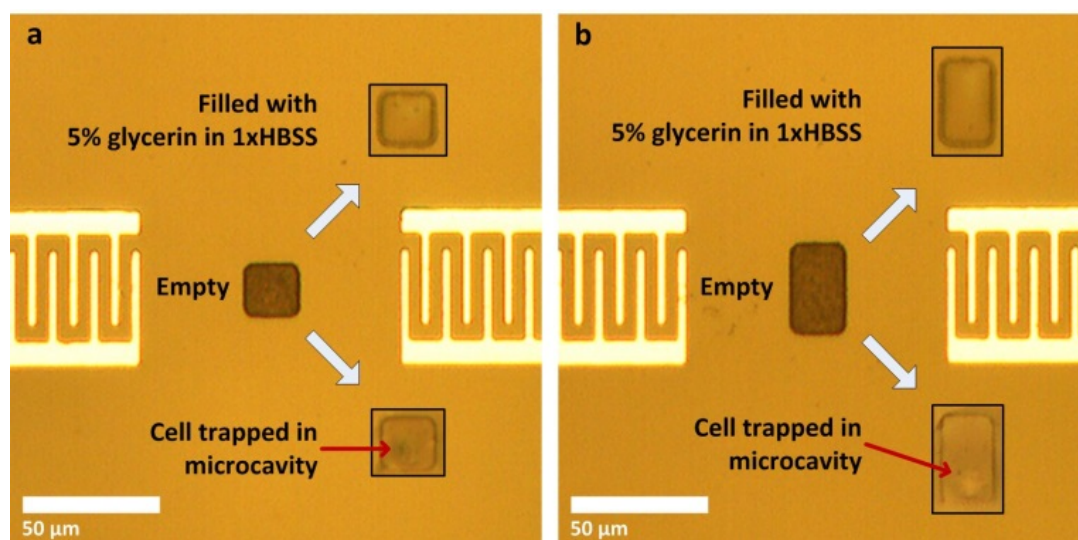 a
Filled with
5% glycerin in 1xHBSS
Empty
Cell trapped in
microcavity
50 µm
b
Filled with
5% glycerin in 1xHBSS
Empty
Cell trapped in
microcavity
50 µm